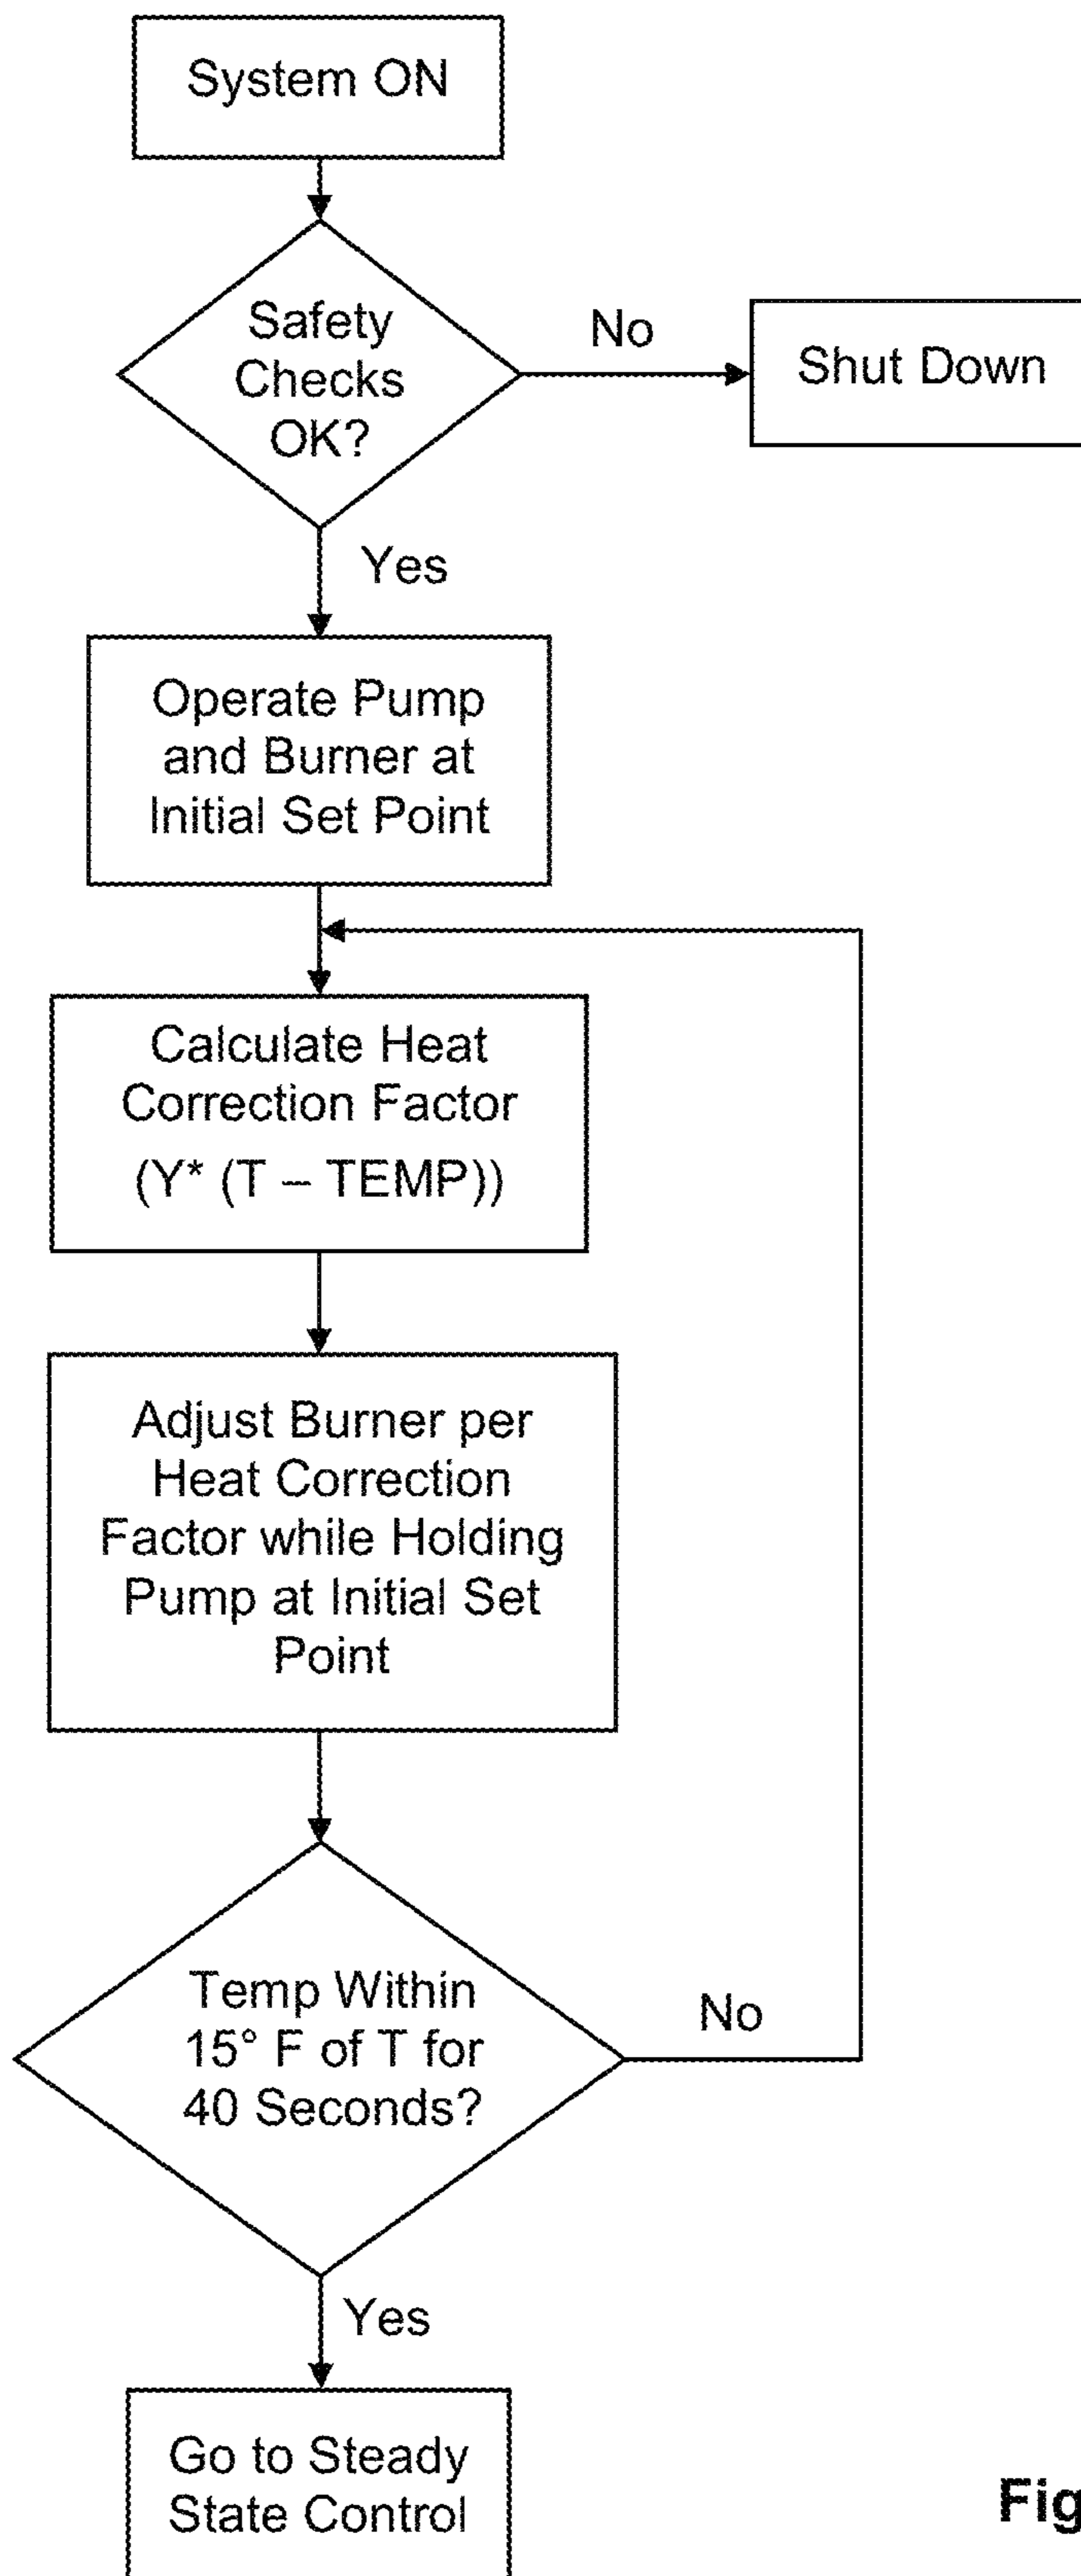 System ON
Safety
Checks
OK?
No
Shut Down
Yes
Operate Pump
and Burner at
Initial Set Point
Calculate Heat
Correction Factor
(Y* (T – TEMP))
Adjust Burner per
Heat Correction
Factor while Holding
Pump at Initial Set
Point
Temp Within
15° F of T for
40 Seconds?
No
Yes
Go to Steady
State Control
Fig